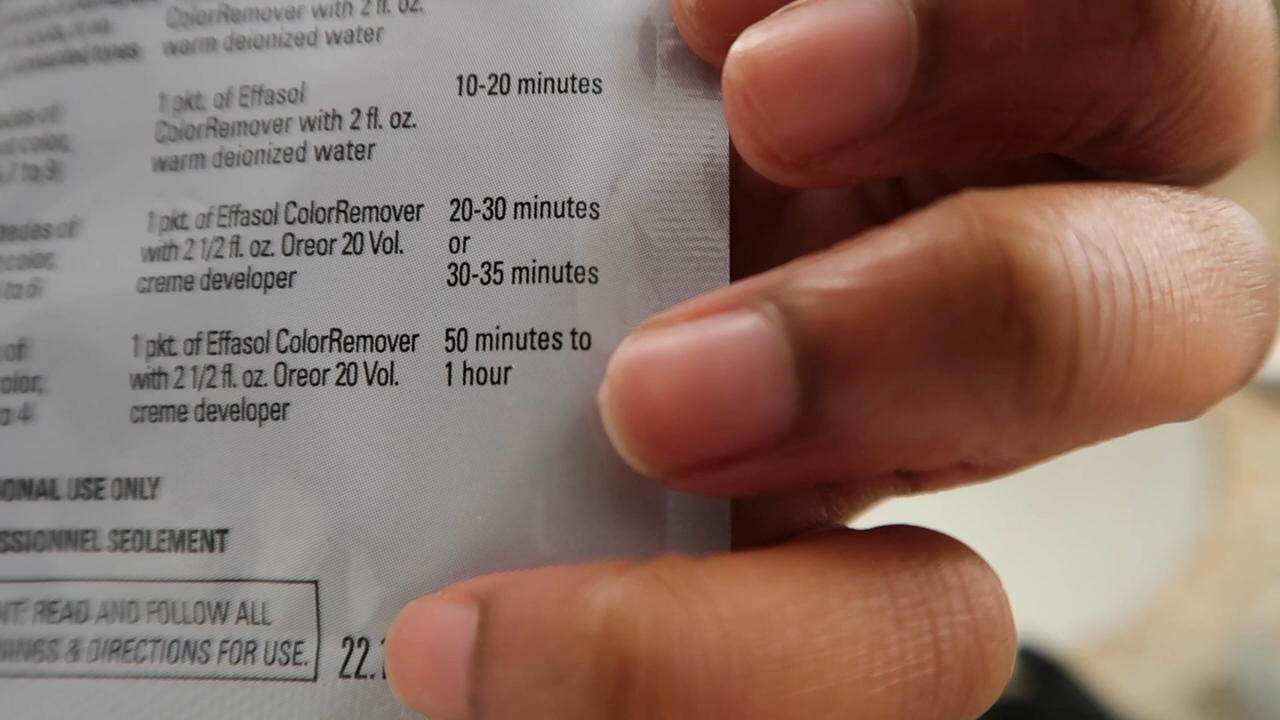 ColorRemover with 2 fl. oz.
warm deionized water
1 pkt. of Effasol
ColorRemover with 2 fl. oz.
warm deionized water
10-20 minutes
1 pkt. of Effasol ColorRemover
with 2 1/2 fl. oz. Oreor 20 Vol.
creme developer
20-30 minutes
or
30-35 minutes
1 pkt. of Effasol ColorRemover
with 2 1/2 fl. oz. Oreor 20 Vol.
creme developer
50 minutes to
1 hour
ONAL USE ONLY
SSIONNEL SEOLEMENT
READ AND FOLLOW ALL
NINGS & DIRECTIONS FOR USE.
22.